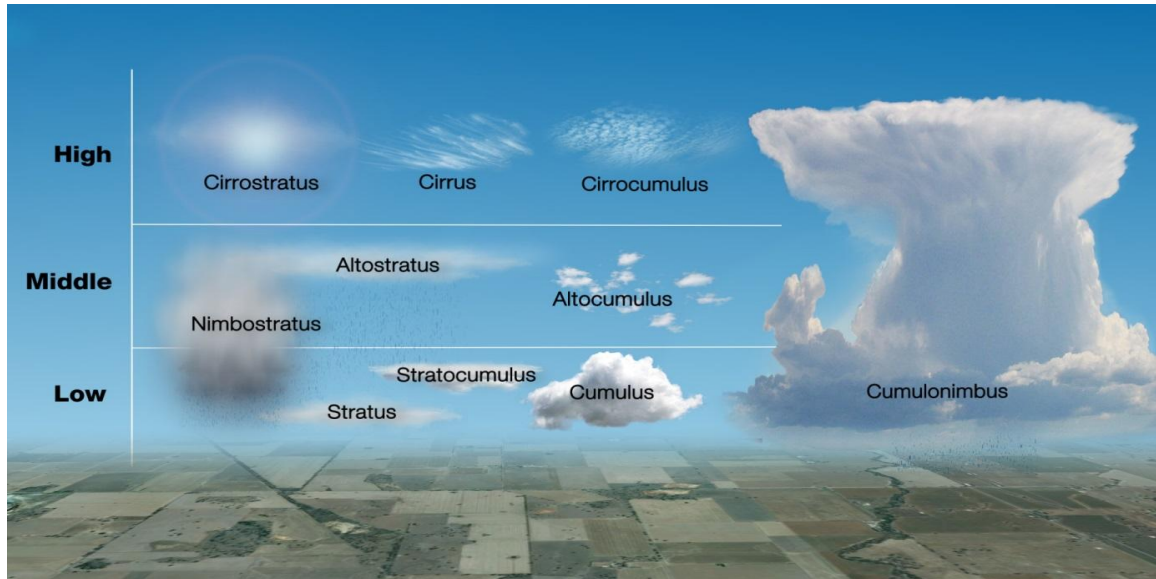 High
Cirrostratus
Cirrus
Cirrocumulus
Middle
Altostratus
Altocumulus
Nimbostratus
Low
Stratocumulus
Cumulus
Cumulonimbus
Stratus